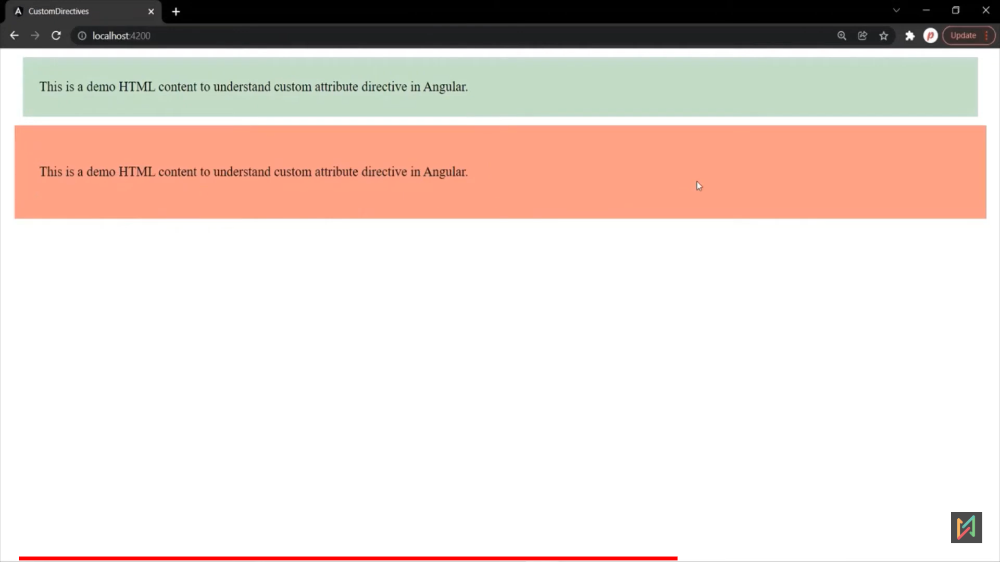 CustomDirectives
localhost:4200
Update
This is a demo HTML content to understand custom attribute directive in Angular.
This is a demo HTML content to understand custom attribute directive in Angular.